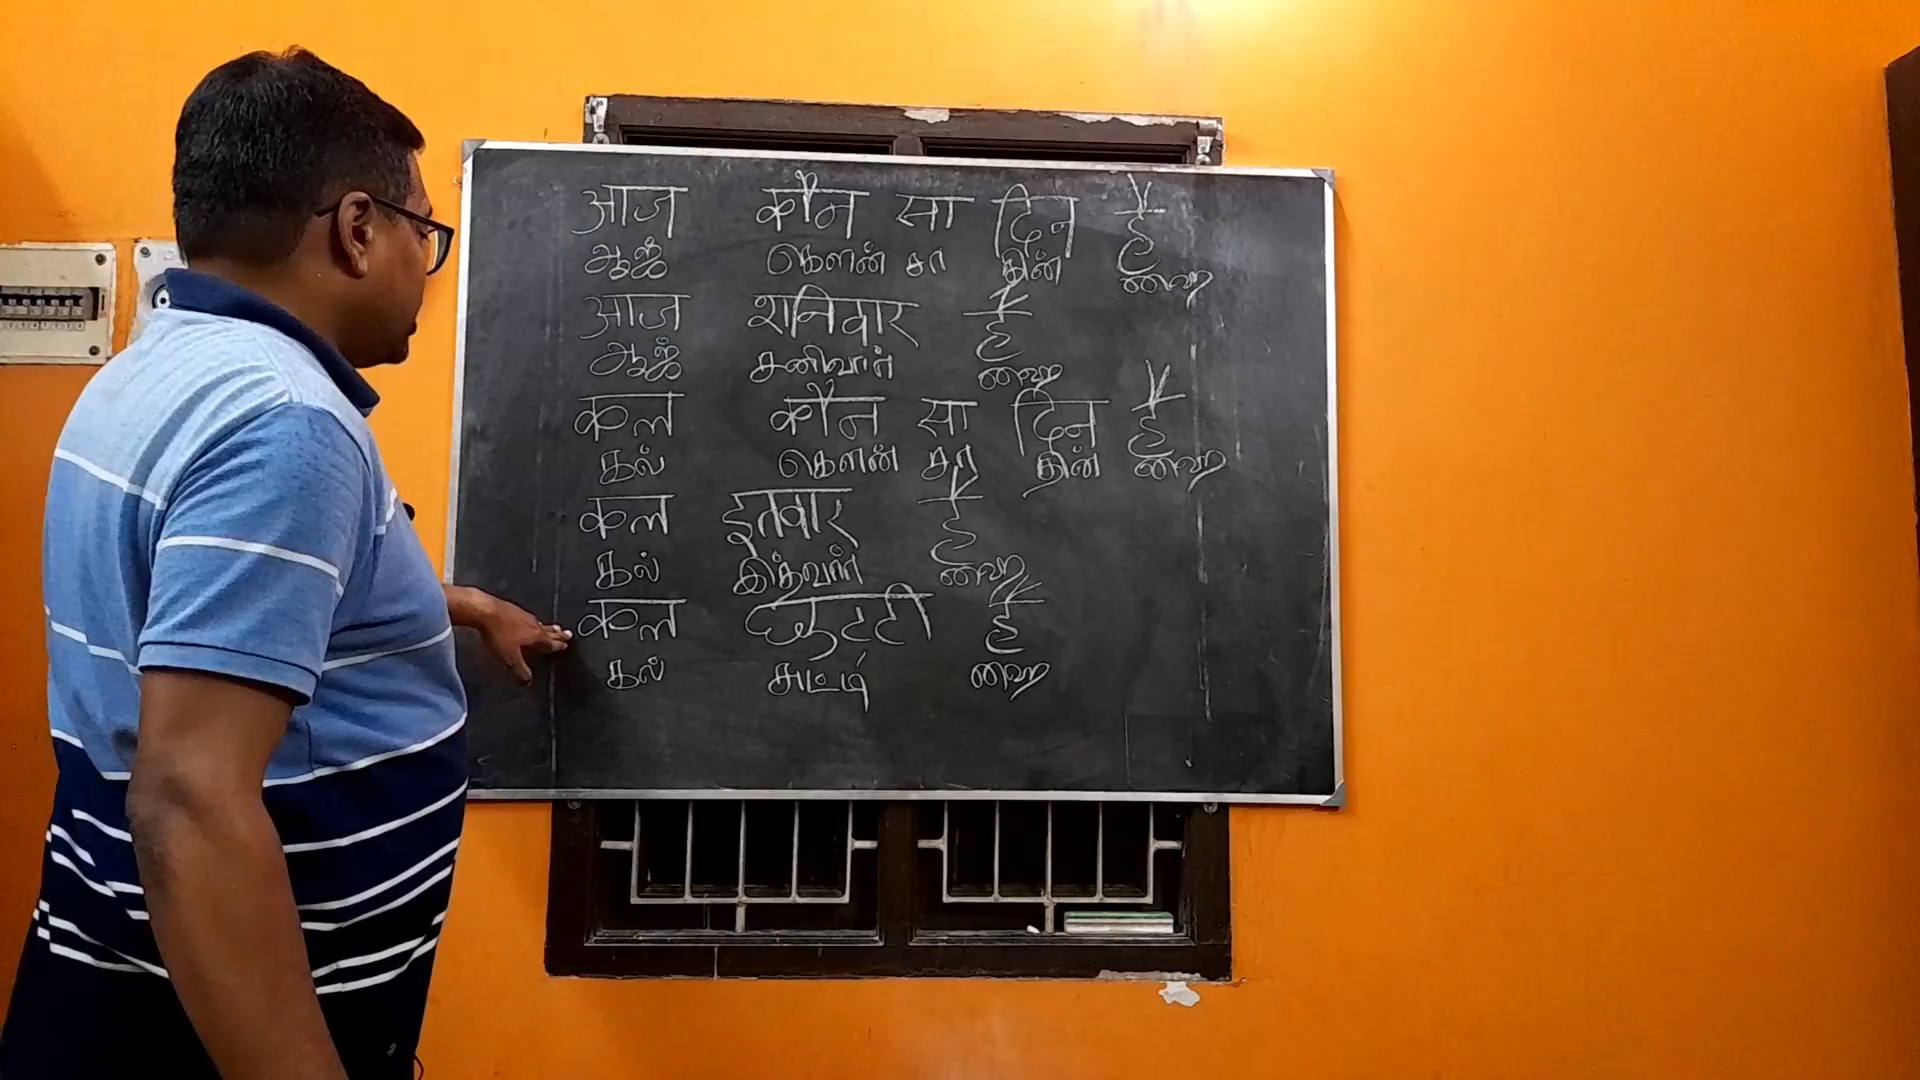 आज कौन सा दिन है
ஆஜ் கௌன் சா தின் ஹை
आज शनिवार है
ஆஜ் சனிவார் ஹை
कल कौन सा दिन है
கல் கௌன் சா தின் ஹை
कल इतवार है
கல் இத்வார் ஹை
कल छुट्टी है
கல் சுட்டி ஹை